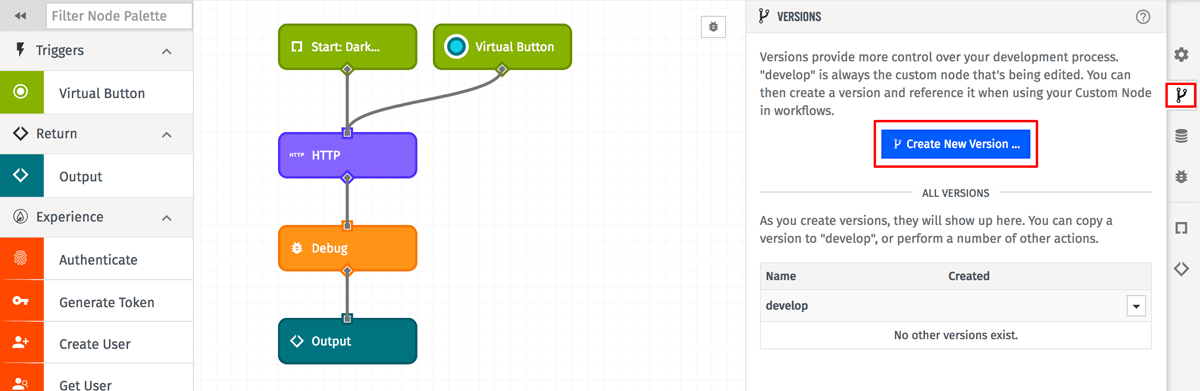 Filter Node Palette
Triggers
Virtual Button
Return
Output
Experience
Authenticate
Generate Token
Create User
Get User
Start: Dark...
Virtual Button
HTTP HTTP
Debug
Output
VERSIONS
Versions provide more control over your development process.
"develop" is always the custom node that's being edited. You can
then create a version and reference it when using your Custom Node
in workflows.
Create New Version ...
ALL VERSIONS
As you create versions, they will show up here. You can copy a
version to "develop", or perform a number of other actions.
Name Created
develop
No other versions exist.